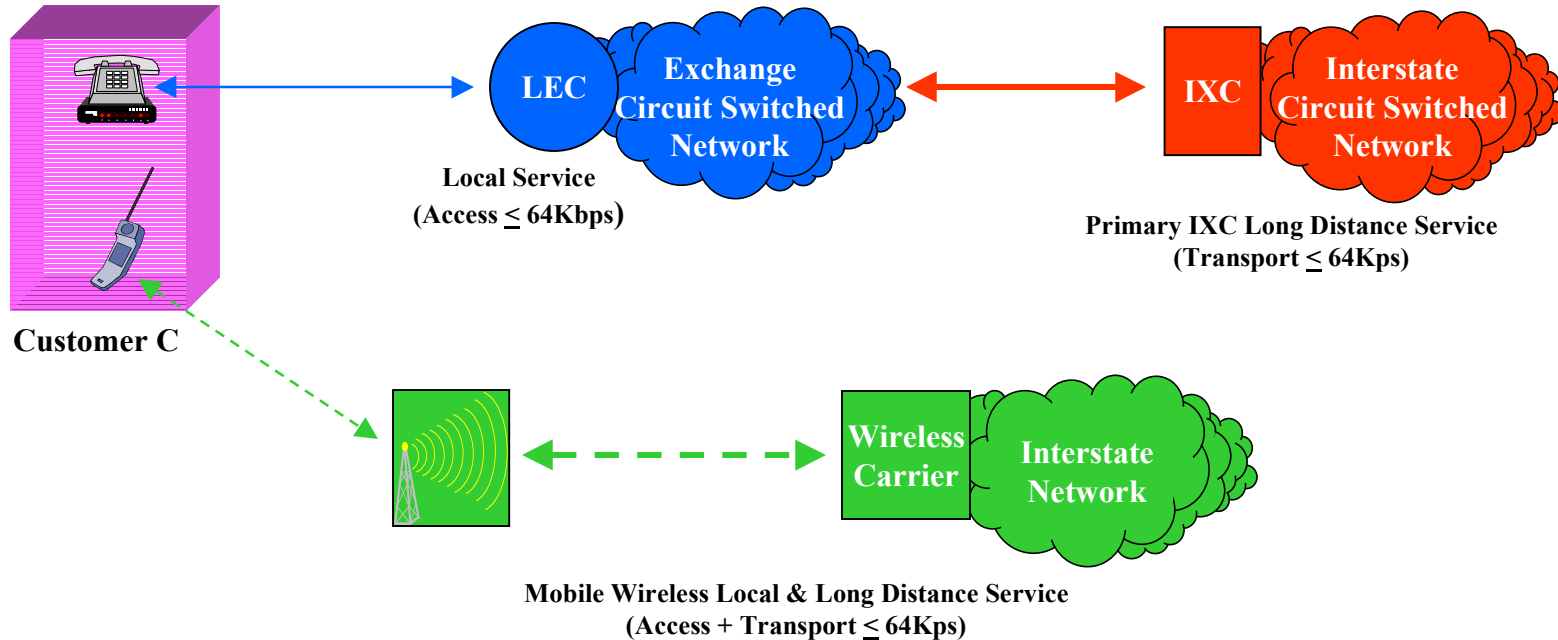 LEC
Exchange
Circuit Switched
Network
IXC
Interstate
Circuit Switched
Network
Local Service
(Access ≤ 64Kbps)
Primary IXC Long Distance Service
(Transport ≤ 64Kps)
Customer C
Wireless
Carrier
Interstate
Network
Mobile Wireless Local & Long Distance Service
(Access + Transport ≤ 64Kps)